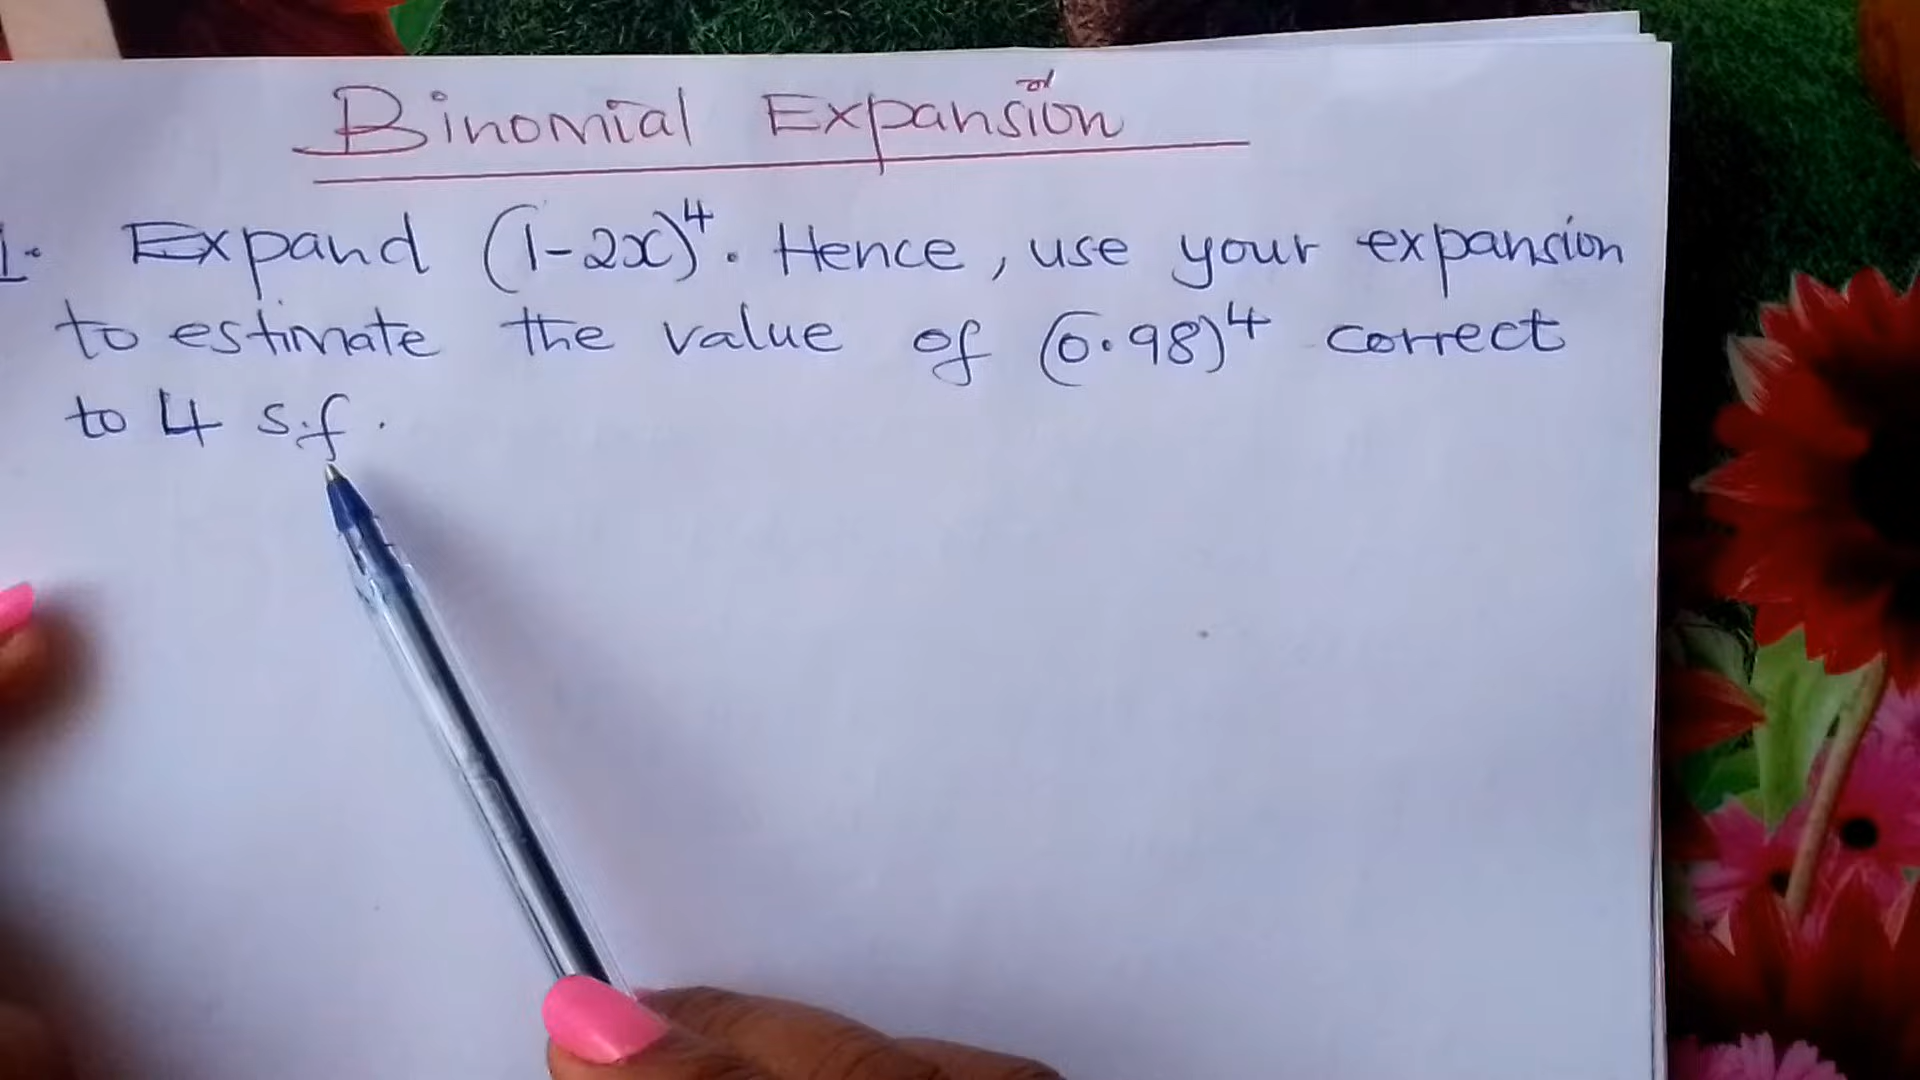 Binomial Expansion
1. Expand (1-2x)⁴. Hence, use your expansion
to estimate the value of (0.98)⁴ correct
to 4 s.f.